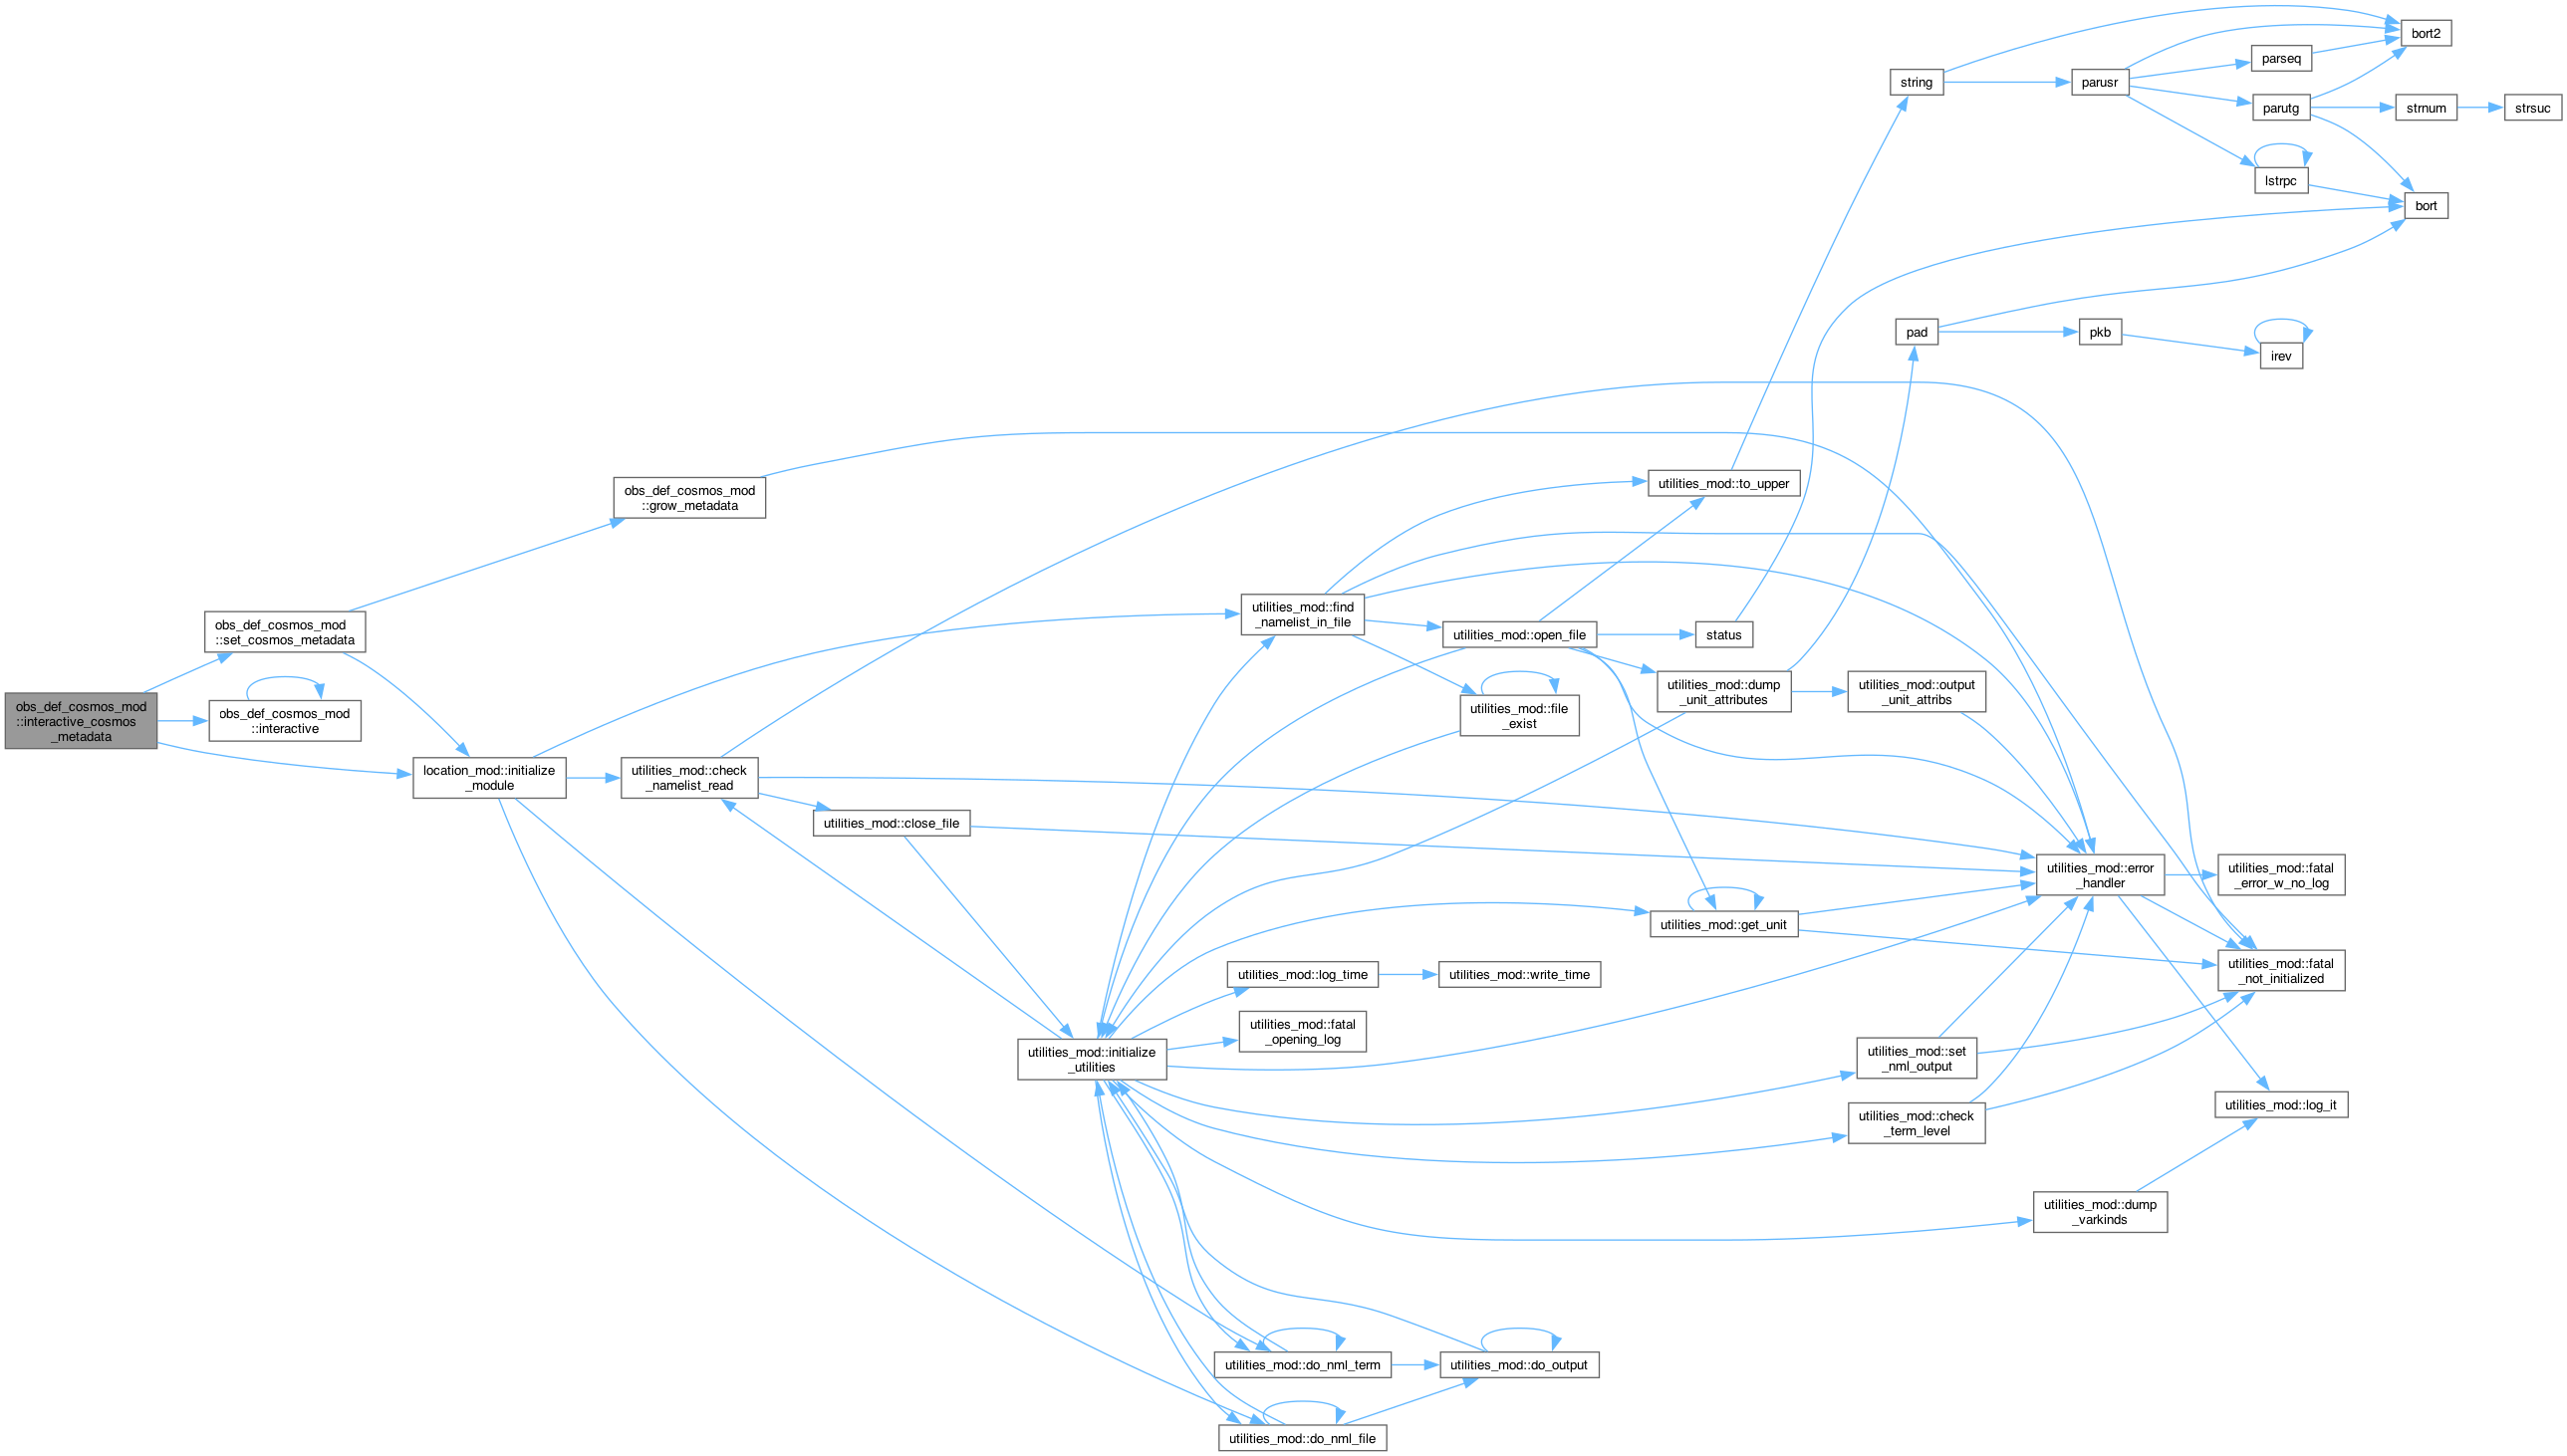 obs_def_cosmos_mod
::interactive_cosmos
_metadata
obs_def_cosmos_mod
::set_cosmos_metadata
obs_def_cosmos_mod
::interactive
location_mod::initialize
_module
obs_def_cosmos_mod
::grow_metadata
utilities_mod::check
_namelist_read
utilities_mod::close_file
utilities_mod::initialize
_utilities
utilities_mod::find
_namelist_in_file
utilities_mod::open_file
utilities_mod::file
_exist
utilities_mod::log_time
utilities_mod::write_time
utilities_mod::fatal
_opening_log
utilities_mod::do_nml_term
utilities_mod::do_output
utilities_mod::do_nml_file
utilities_mod::to_upper
status
utilities_mod::dump
_unit_attributes
utilities_mod::output
_unit_attribs
utilities_mod::get_unit
utilities_mod::set
_nml_output
utilities_mod::check
_term_level
utilities_mod::dump
_varkinds
utilities_mod::error
_handler
utilities_mod::fatal
_error_w_no_log
utilities_mod::fatal
_not_initialized
utilities_mod::log_it
string
parusr
parseq
parutg
lstrpc
bort2
strnum
strsuc
bort
pad
pkb
irev